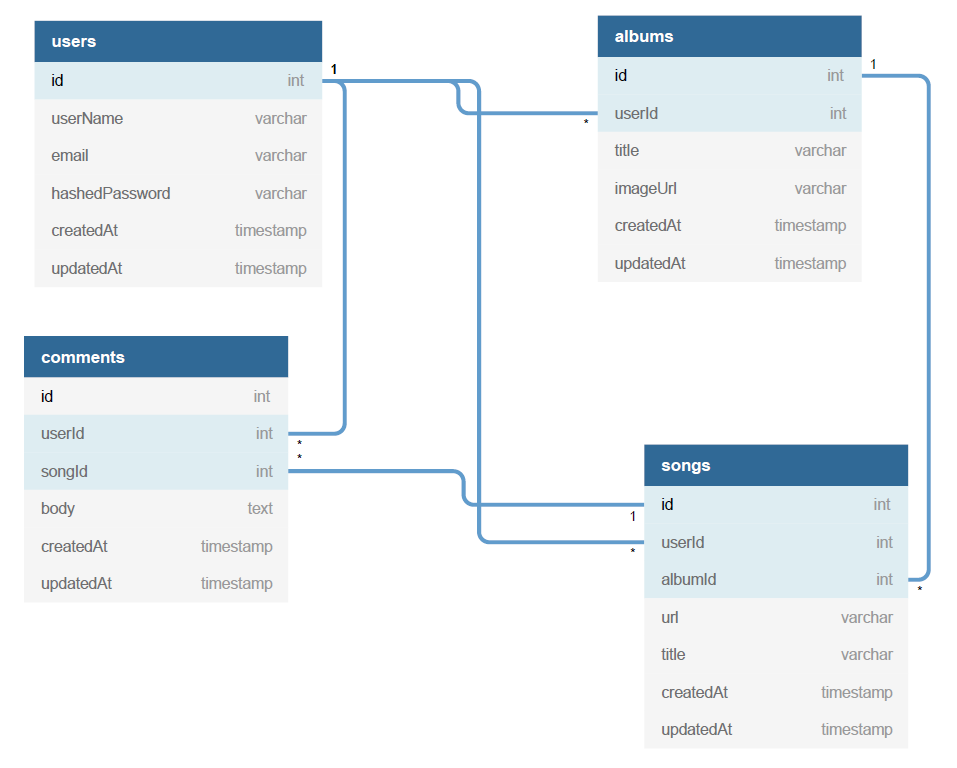 users
1
id int
userName varchar
email varchar
hashedPassword varchar
createdAt timestamp
updatedAt timestamp
albums
1
id int
userId int
*
title varchar
imageUrl varchar
createdAt timestamp
updatedAt timestamp
comments
id int
userId int
*
*
songId int
body text
createdAt timestamp
updatedAt timestamp
songs
id int
1
userId int
*
albumId int
*
url varchar
title varchar
createdAt timestamp
updatedAt timestamp